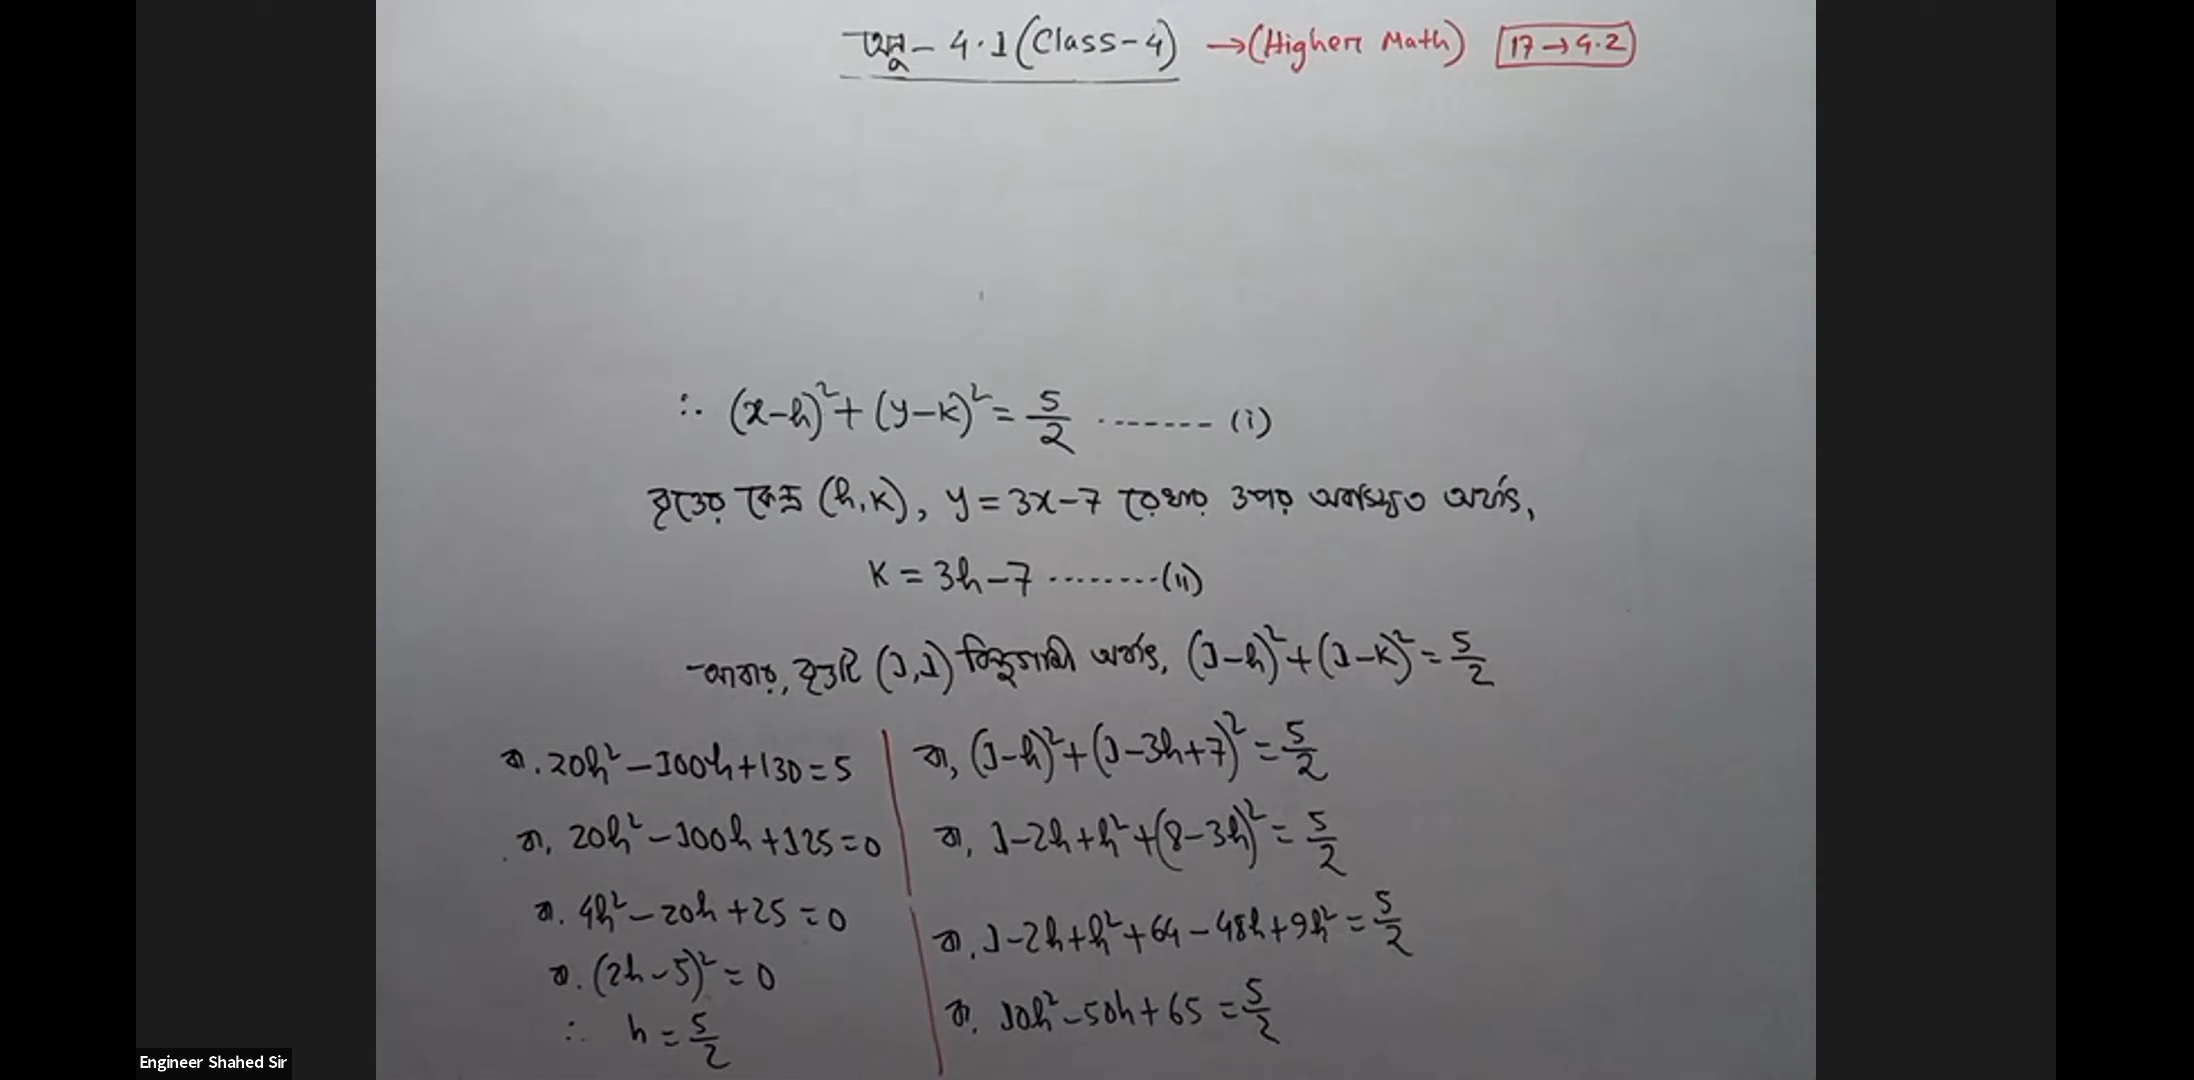 অনু-4.1(Class-4) →(Higher Math) 17→4.2
∴ (x-h)²+(y-k)²=5/2 ........ (i)
বৃত্তের কেন্দ্র (h,k), y=3x-7 রেখার উপর অবস্থিত অর্থাৎ,
k=3h-7 ........(ii)
আবার, বৃত্তটি (1,1) বিন্দুগামী অর্থাৎ, (1-h)²+(1-k)²=5/2
বা, (1-h)²+(1-3h+7)²=5/2
বা, 1-2h+h²+(8-3h)²=5/2
বা, 1-2h+h²+64-48h+9h²=5/2
বা, 10h²-50h+65=5/2
বা, 20h²-100h+130=5
বা, 20h²-100h+125=0
বা, 4h²-20h+25=0
বা, (2h-5)²=0
∴ h=5/2
Engineer Shahed Sir